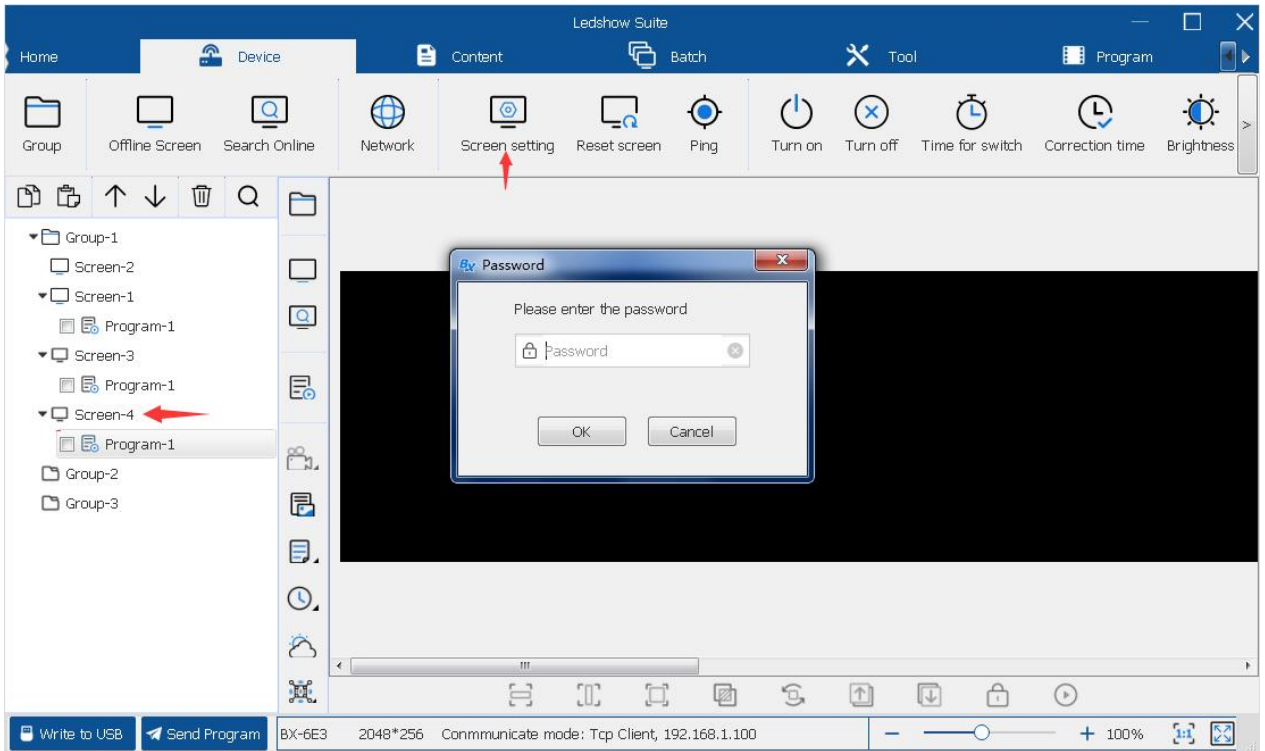 Ledshow Suite
Home Device Content Batch Tool Program
Group Offline Screen Search Online Network Screen setting Reset screen Ping Turn on Turn off Time for switch Correction time Brightness
Group-1
Screen-2
Screen-1
Program-1
Screen-3
Program-1
Screen-4
Program-1
Group-2
Group-3
BX Password
Please enter the password
Password
OK Cancel
1:1
Write to USB Send Program BX-6E3 2048*256 Conmmunicate mode: Tcp Client, 192.168.1.100 100% 1:1